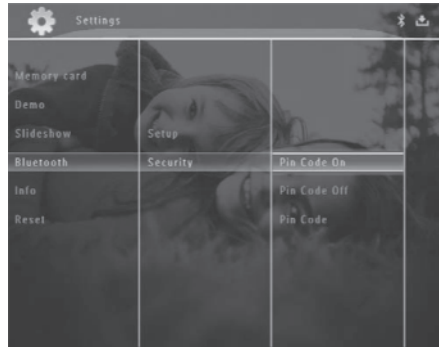 Settings
Memory card
Demo
Slideshow
Setup
Bluetooth
Security
Pin Code On
Info
Pin Code Off
Reset
Pin Code